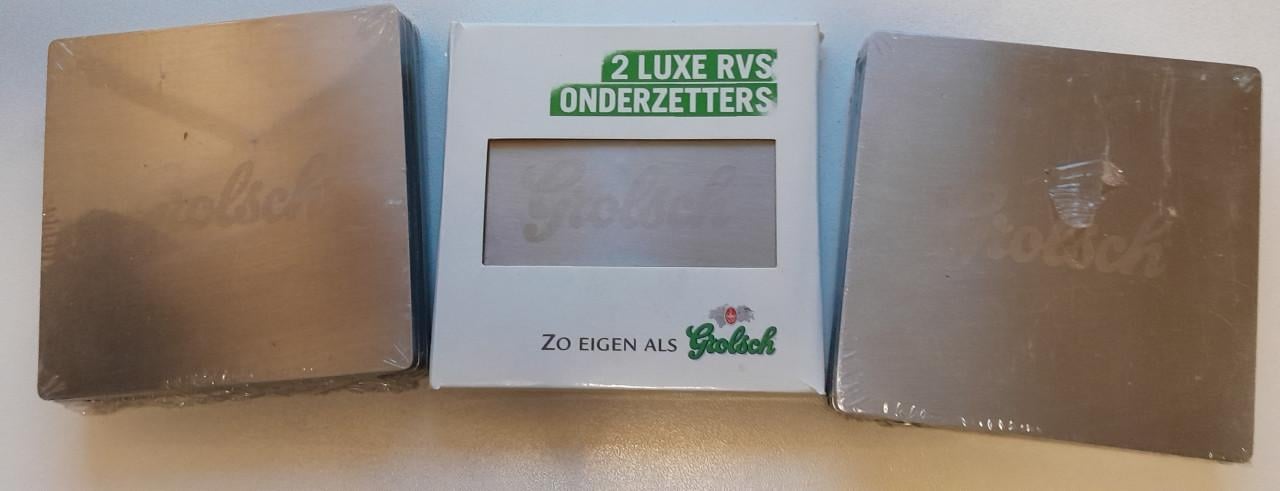 Grolsch
2 LUXE RVS
ONDERZETTERS
Grolsch
ZO EIGEN ALS Grolsch
Grolsch